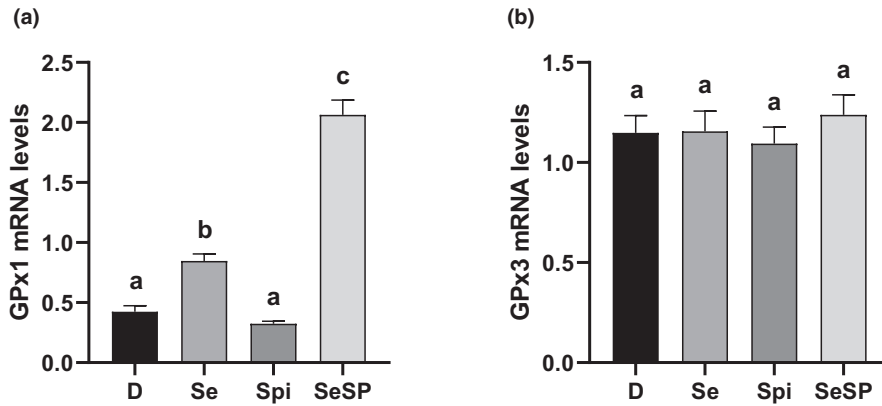 (a)
GPx1 mRNA levels
2.5
2.0
1.5
1.0
0.5
0.0
a
b
a
c
D Se Spi SeSP
(b)
GPx3 mRNA levels
1.5
1.0
0.5
0.0
a
a
a
a
D Se Spi SeSP